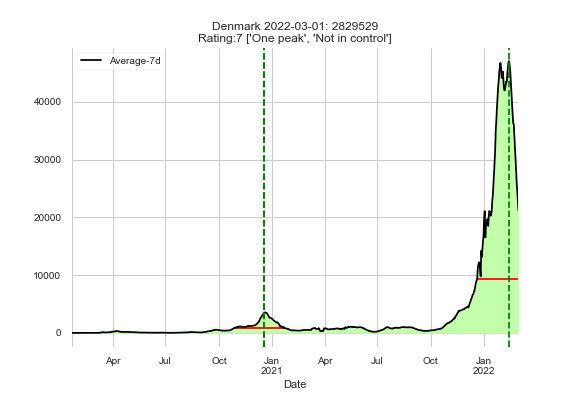 Denmark 2022-03-01: 2829529
Rating:7 ['One peak', 'Not in control']
Average-7d
40000
30000
20000
10000
0
Apr
Jul
Oct
Jan
2021
Apr
Jul
Oct
Jan
2022
Date